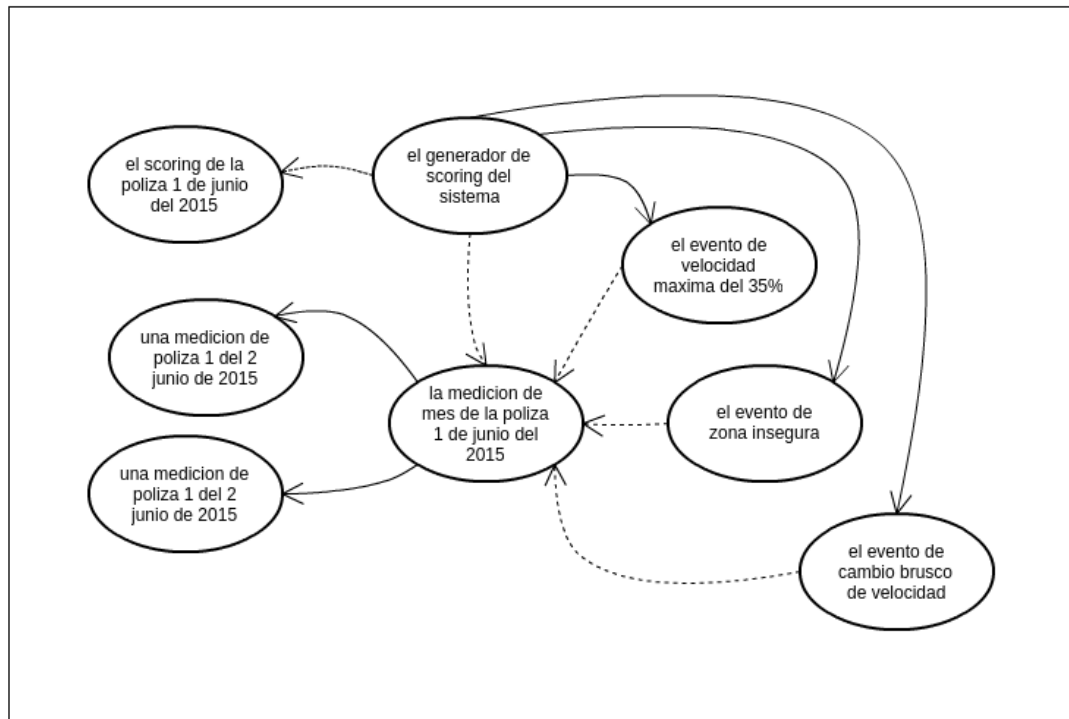 el scoring de la
poliza 1 de junio
del 2015
el generador de
scoring del
sistema
el evento de
velocidad
maxima del 35%
una medicion de
poliza 1 del 2
junio de 2015
la medicion de
mes de la poliza
1 de junio del
2015
el evento de
zona insegura
una medicion de
poliza 1 del 2
junio de 2015
el evento de
cambio brusco
de velocidad